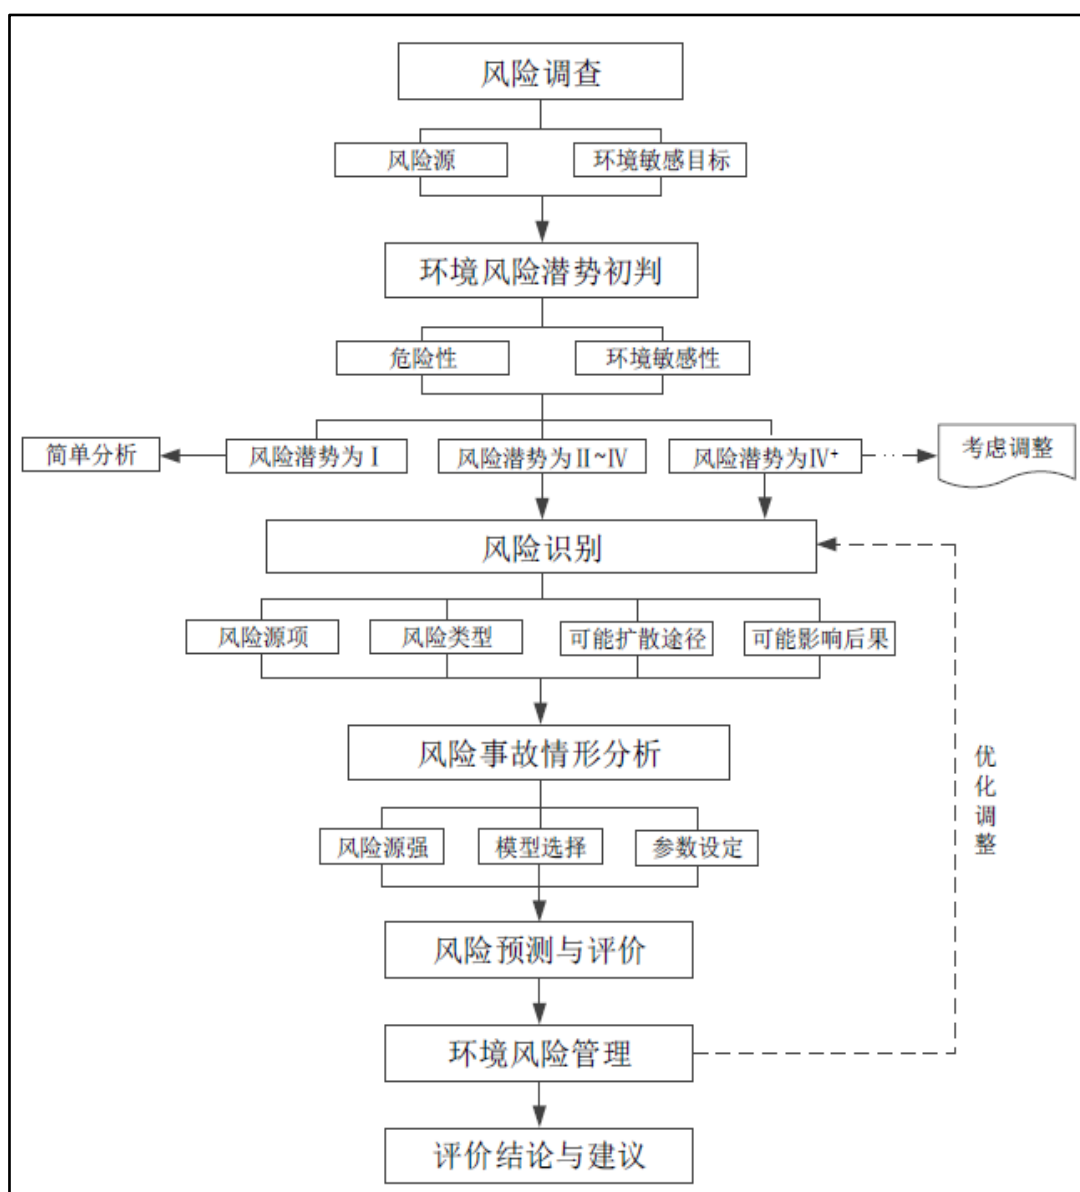 风险调查
风险源
环境敏感目标
环境风险潜势初判
危险性
环境敏感性
简单分析
风险潜势为Ⅰ
风险潜势为Ⅱ~Ⅳ
风险潜势为Ⅳ+
考虑调整
风险识别
风险源项
风险类型
可能扩散途径
可能影响后果
风险事故情形分析
风险源强
模型选择
参数设定
优化调整
风险预测与评价
环境风险管理
评价结论与建议